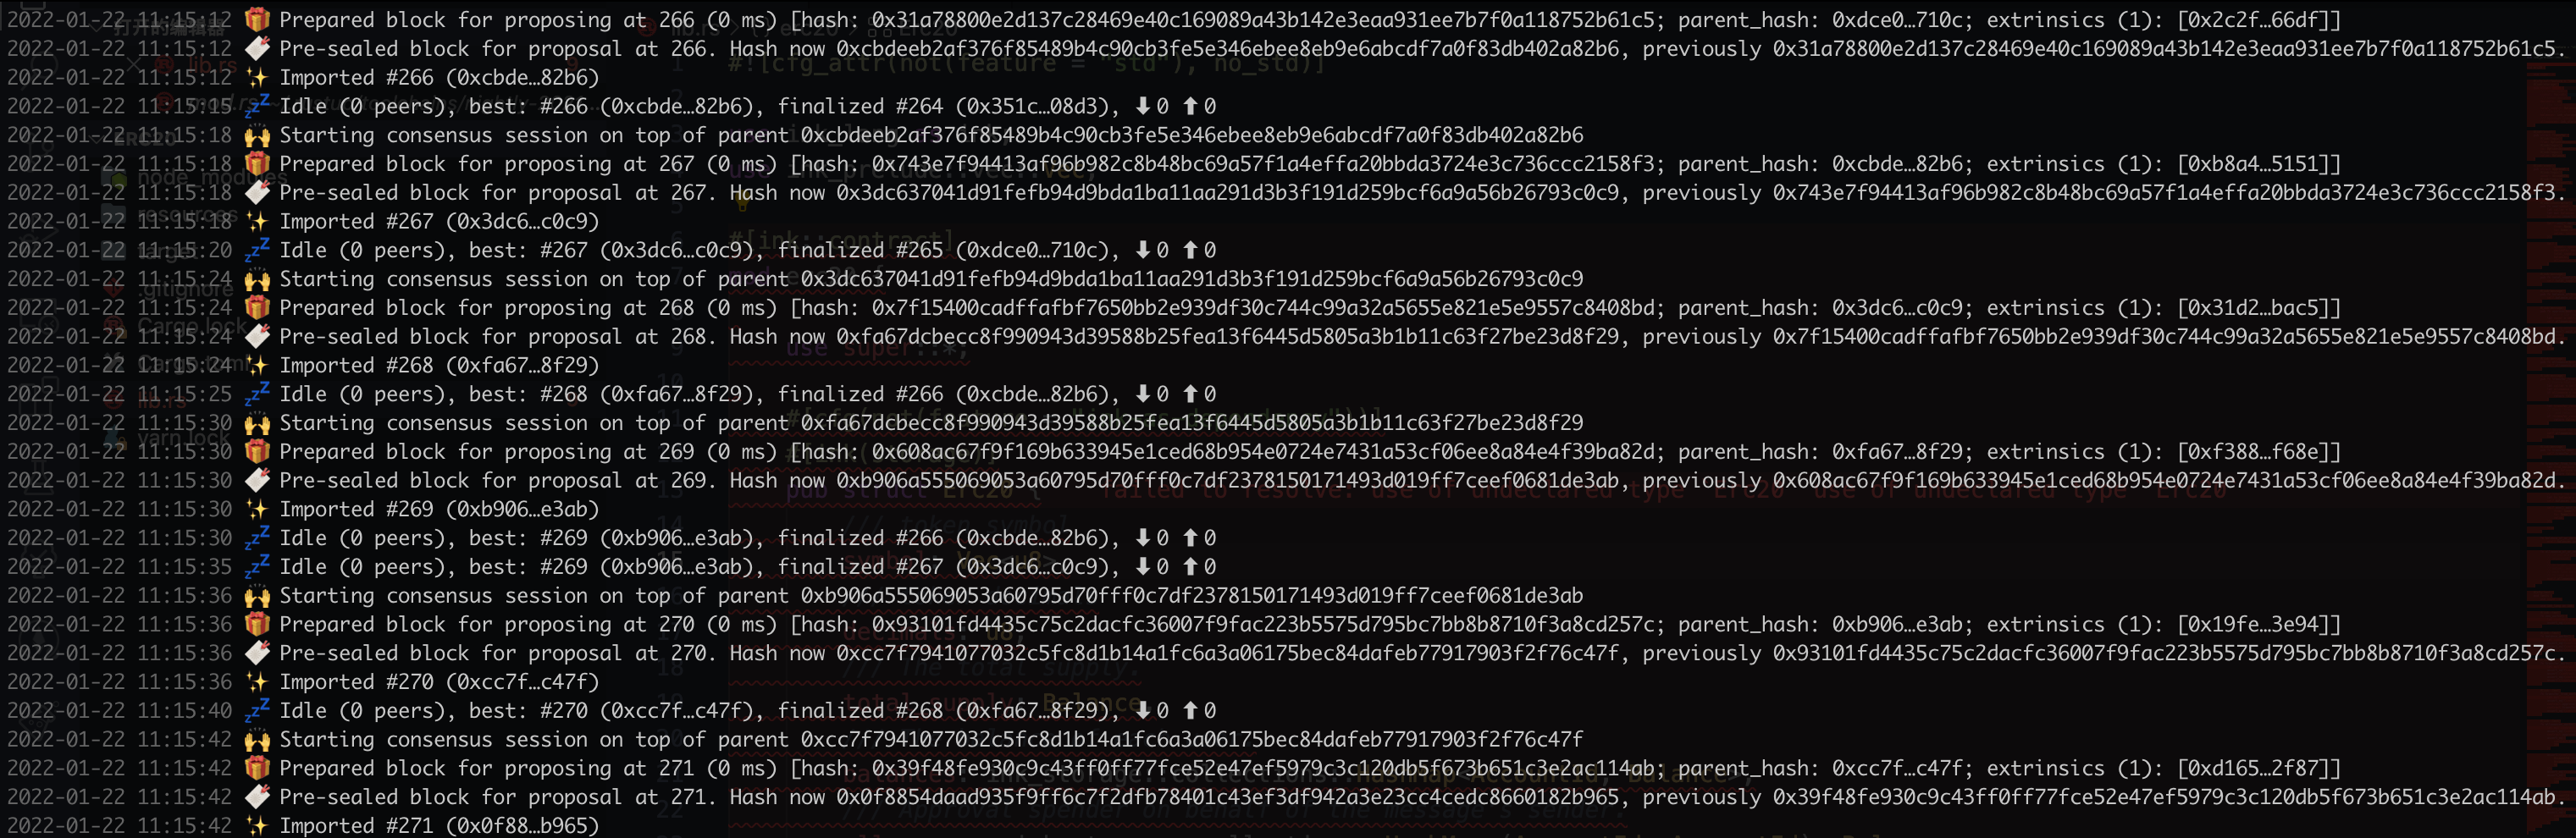 2022-01-22 11:15:12 🎁 Prepared block for proposing at 266 (0 ms) [hash: 0x31a78800e2d137c28469e40c169089a43b142e3eaa931ee7b7f0a118752b61c5; parent_hash: 0xdce0…710c; extrinsics (1): [0x2c2f…66df]]
2022-01-22 11:15:12 🔖 Pre-sealed block for proposal at 266. Hash now 0xcbdeeb2af376f85489b4c90cb3fe5e346ebee8eb9e6abcdf7a0f83db402a82b6, previously 0x31a78800e2d137c28469e40c169089a43b142e3eaa931ee7b7f0a118752b61c5.
2022-01-22 11:15:12 ✨ Imported #266 (0xcbde…82b6)
2022-01-22 11:15:15 💤 Idle (0 peers), best: #266 (0xcbde…82b6), finalized #264 (0x351c…08d3), ⬇ 0 ⬆ 0
2022-01-22 11:15:18 🙌 Starting consensus session on top of parent 0xcbdeeb2af376f85489b4c90cb3fe5e346ebee8eb9e6abcdf7a0f83db402a82b6
2022-01-22 11:15:18 🎁 Prepared block for proposing at 267 (0 ms) [hash: 0x743e7f94413af96b982c8b48bc69a57f1a4effa20bbda3724e3c736ccc2158f3; parent_hash: 0xcbde…82b6; extrinsics (1): [0xb8a4…5151]]
2022-01-22 11:15:18 🔖 Pre-sealed block for proposal at 267. Hash now 0x3dc637041d91fefb94d9bda1ba11aa291d3b3f191d259bcf6a9a56b26793c0c9, previously 0x743e7f94413af96b982c8b48bc69a57f1a4effa20bbda3724e3c736ccc2158f3.
2022-01-22 11:15:18 ✨ Imported #267 (0x3dc6…c0c9)
2022-01-22 11:15:20 💤 Idle (0 peers), best: #267 (0x3dc6…c0c9), finalized #265 (0xdce0…710c), ⬇ 0 ⬆ 0
2022-01-22 11:15:24 🙌 Starting consensus session on top of parent 0x3dc637041d91fefb94d9bda1ba11aa291d3b3f191d259bcf6a9a56b26793c0c9
2022-01-22 11:15:24 🎁 Prepared block for proposing at 268 (0 ms) [hash: 0x7f15400cadffafbf7650bb2e939df30c744c99a32a5655e821e5e9557c8408bd; parent_hash: 0x3dc6…c0c9; extrinsics (1): [0x31d2…bac5]]
2022-01-22 11:15:24 🔖 Pre-sealed block for proposal at 268. Hash now 0xfa67dcbecc8f990943d39588b25fea13f6445d5805a3b1b11c63f27be23d8f29, previously 0x7f15400cadffafbf7650bb2e939df30c744c99a32a5655e821e5e9557c8408bd.
2022-01-22 11:15:24 ✨ Imported #268 (0xfa67…8f29)
2022-01-22 11:15:25 💤 Idle (0 peers), best: #268 (0xfa67…8f29), finalized #266 (0xcbde…82b6), ⬇ 0 ⬆ 0
2022-01-22 11:15:30 🙌 Starting consensus session on top of parent 0xfa67dcbecc8f990943d39588b25fea13f6445d5805a3b1b11c63f27be23d8f29
2022-01-22 11:15:30 🎁 Prepared block for proposing at 269 (0 ms) [hash: 0x608ac67f9f169b633945e1ced68b954e0724e7431a53cf06ee8a84e4f39ba82d; parent_hash: 0xfa67…8f29; extrinsics (1): [0xf388…f68e]]
2022-01-22 11:15:30 🔖 Pre-sealed block for proposal at 269. Hash now 0xb906a555069053a60795d70fff0c7df2378150171493d019ff7ceef0681de3ab, previously 0x608ac67f9f169b633945e1ced68b954e0724e7431a53cf06ee8a84e4f39ba82d.
2022-01-22 11:15:30 ✨ Imported #269 (0xb906…e3ab)
2022-01-22 11:15:30 💤 Idle (0 peers), best: #269 (0xb906…e3ab), finalized #266 (0xcbde…82b6), ⬇ 0 ⬆ 0
2022-01-22 11:15:35 💤 Idle (0 peers), best: #269 (0xb906…e3ab), finalized #267 (0x3dc6…c0c9), ⬇ 0 ⬆ 0
2022-01-22 11:15:36 🙌 Starting consensus session on top of parent 0xb906a555069053a60795d70fff0c7df2378150171493d019ff7ceef0681de3ab
2022-01-22 11:15:36 🎁 Prepared block for proposing at 270 (0 ms) [hash: 0x93101fd4435c75c2dacfc36007f9fac223b5575d795bc7bb8b8710f3a8cd257c; parent_hash: 0xb906…e3ab; extrinsics (1): [0x19fe…3e94]]
2022-01-22 11:15:36 🔖 Pre-sealed block for proposal at 270. Hash now 0xcc7f7941077032c5fc8d1b14a1fc6a3a06175bec84dafeb77917903f2f76c47f, previously 0x93101fd4435c75c2dacfc36007f9fac223b5575d795bc7bb8b8710f3a8cd257c.
2022-01-22 11:15:36 ✨ Imported #270 (0xcc7f…c47f)
2022-01-22 11:15:40 💤 Idle (0 peers), best: #270 (0xcc7f…c47f), finalized #268 (0xfa67…8f29), ⬇ 0 ⬆ 0
2022-01-22 11:15:42 🙌 Starting consensus session on top of parent 0xcc7f7941077032c5fc8d1b14a1fc6a3a06175bec84dafeb77917903f2f76c47f
2022-01-22 11:15:42 🎁 Prepared block for proposing at 271 (0 ms) [hash: 0x39f48fe930c9c43ff0ff77fce52e47ef5979c3c120db5f673b651c3e2ac114ab; parent_hash: 0xcc7f…c47f; extrinsics (1): [0xd165…2f87]]
2022-01-22 11:15:42 🔖 Pre-sealed block for proposal at 271. Hash now 0x0f8854dacd935f9ff6c7f2dfb78401c43ef3df942a3e23cc4cedc8660182b965, previously 0x39f48fe930c9c43ff0ff77fce52e47ef5979c3c120db5f673b651c3e2ac114ab.
2022-01-22 11:15:42 ✨ Imported #271 (0x0f88…b965)